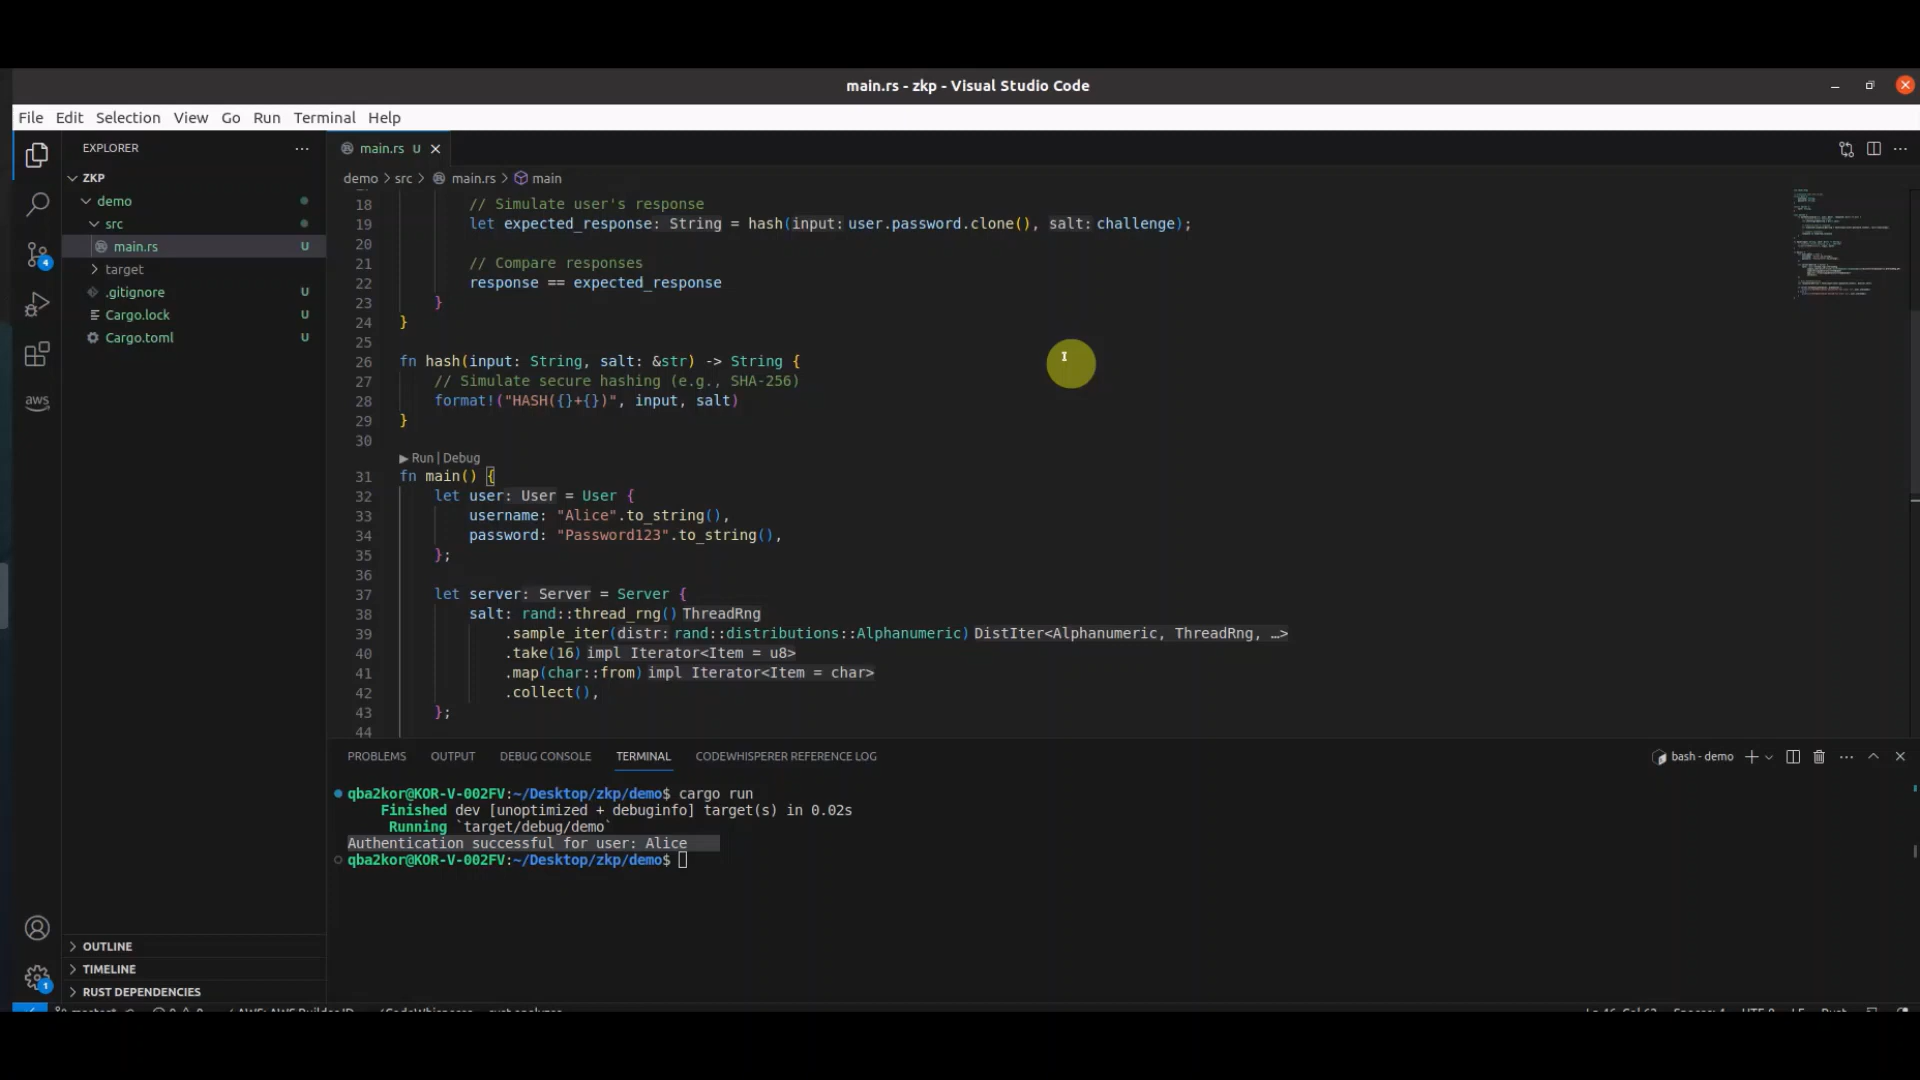 main.rs - zkp - Visual Studio Code
File Edit Selection View Go Run Terminal Help
EXPLORER
main.rs U
ZKP
demo > src > main.rs > main
demo
src
main.rs U
target
.gitignore U
Cargo.lock U
Cargo.toml U
4
aws
18 // Simulate user's response
19 let expected_response: String = hash(input: user.password.clone(), salt: challenge);
20
21 // Compare responses
22 response == expected_response
23 }
24 }
25
26 fn hash(input: String, salt: &str) -> String {
27 // Simulate secure hashing (e.g., SHA-256)
28 format!("HASH({}+{})", input, salt)
29 }
30
▶ Run | Debug
31 fn main() {
32 let user: User = User {
33 username: "Alice".to_string(),
34 password: "Password123".to_string(),
35 };
36
37 let server: Server = Server {
38 salt: rand::thread_rng() ThreadRng
39 .sample_iter(distr: rand::distributions::Alphanumeric) DistIter<Alphanumeric, ThreadRng, …>
40 .take(16) impl Iterator<Item = u8>
41 .map(char::from) impl Iterator<Item = char>
42 .collect(),
43 };
44
PROBLEMS OUTPUT DEBUG CONSOLE TERMINAL CODEWHISPERER REFERENCE LOG
bash - demo
qba2kor@KOR-V-002FV:~/Desktop/zkp/demo$ cargo run
Finished dev [unoptimized + debuginfo] target(s) in 0.02s
Running `target/debug/demo`
Authentication successful for user: Alice
qba2kor@KOR-V-002FV:~/Desktop/zkp/demo$
OUTLINE
TIMELINE
RUST DEPENDENCIES
1